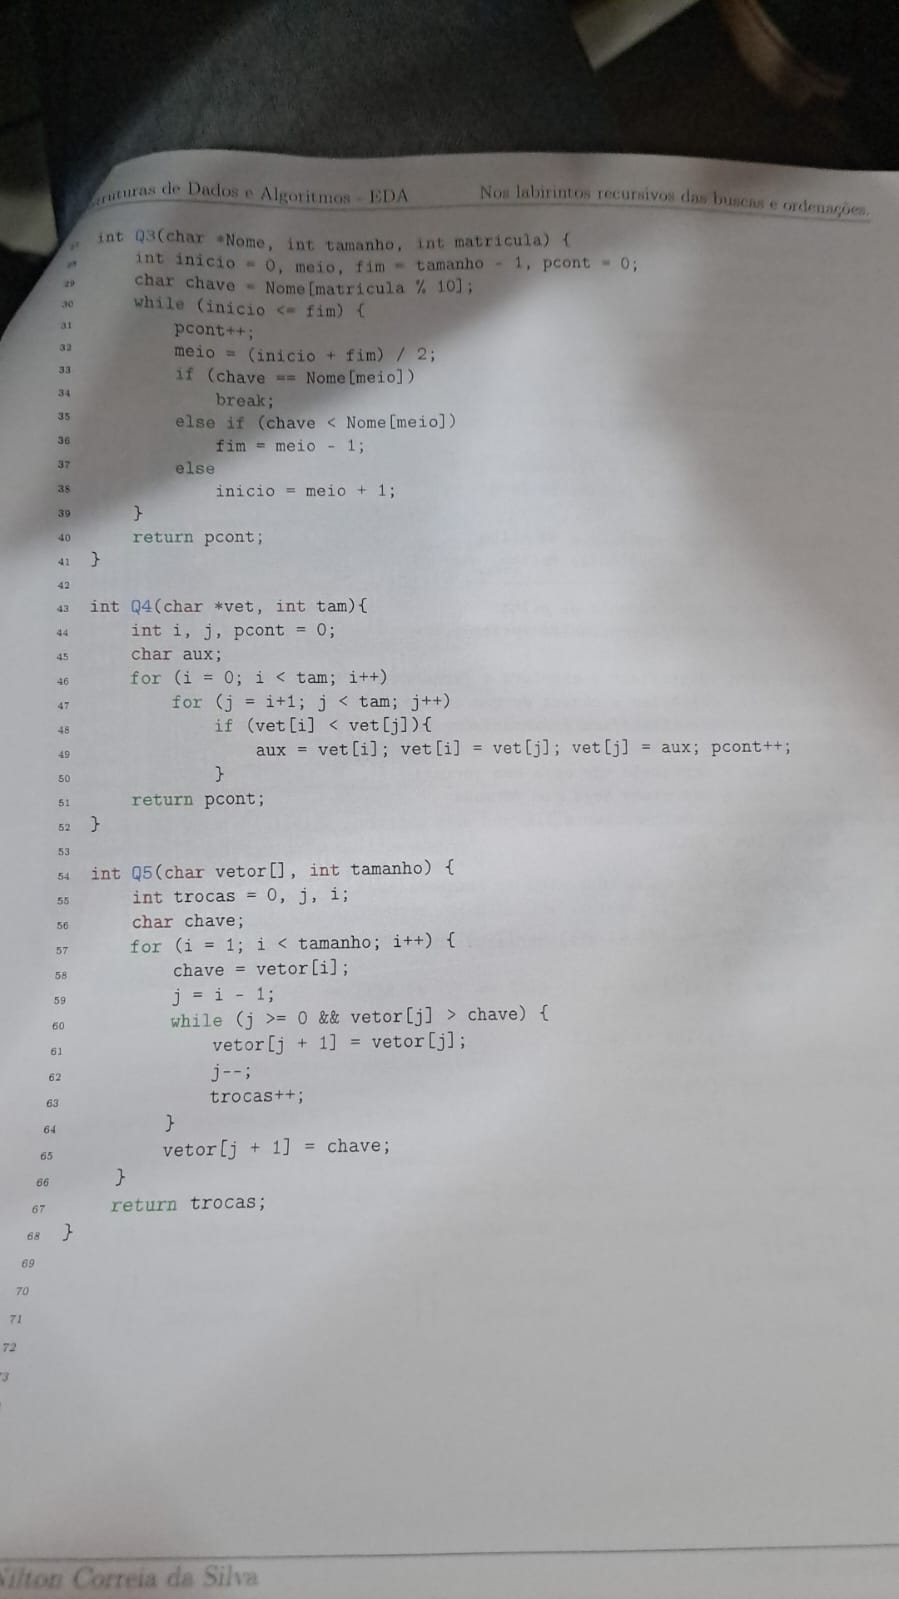 ruturas de Dados e Algoritmos - EDA Nos labirintos recursivos das buscas e ordenações.
int Q3(char *Nome, int tamanho, int matricula) {
28 int inicio = 0, meio, fim = tamanho - 1, pcont = 0;
29 char chave = Nome[matricula % 10];
30 while (inicio <= fim) {
31 pcont++;
32 meio = (inicio + fim) / 2;
33 if (chave == Nome[meio])
34 break;
35 else if (chave < Nome[meio])
36 fim = meio - 1;
37 else
38 inicio = meio + 1;
39 }
40 return pcont;
41 }
42
43 int Q4(char *vet, int tam){
44 int i, j, pcont = 0;
45 char aux;
46 for (i = 0; i < tam; i++)
47 for (j = i+1; j < tam; j++)
48 if (vet[i] < vet[j]){
49 aux = vet[i]; vet[i] = vet[j]; vet[j] = aux; pcont++;
50 }
51 return pcont;
52 }
53
54 int Q5(char vetor[], int tamanho) {
55 int trocas = 0, j, i;
56 char chave;
57 for (i = 1; i < tamanho; i++) {
58 chave = vetor[i];
59 j = i - 1;
60 while (j >= 0 && vetor[j] > chave) {
61 vetor[j + 1] = vetor[j];
62 j--;
63 trocas++;
64 }
65 vetor[j + 1] = chave;
66 }
67 return trocas;
68 }
69
70
71
72
3
Nilton Correia da Silva